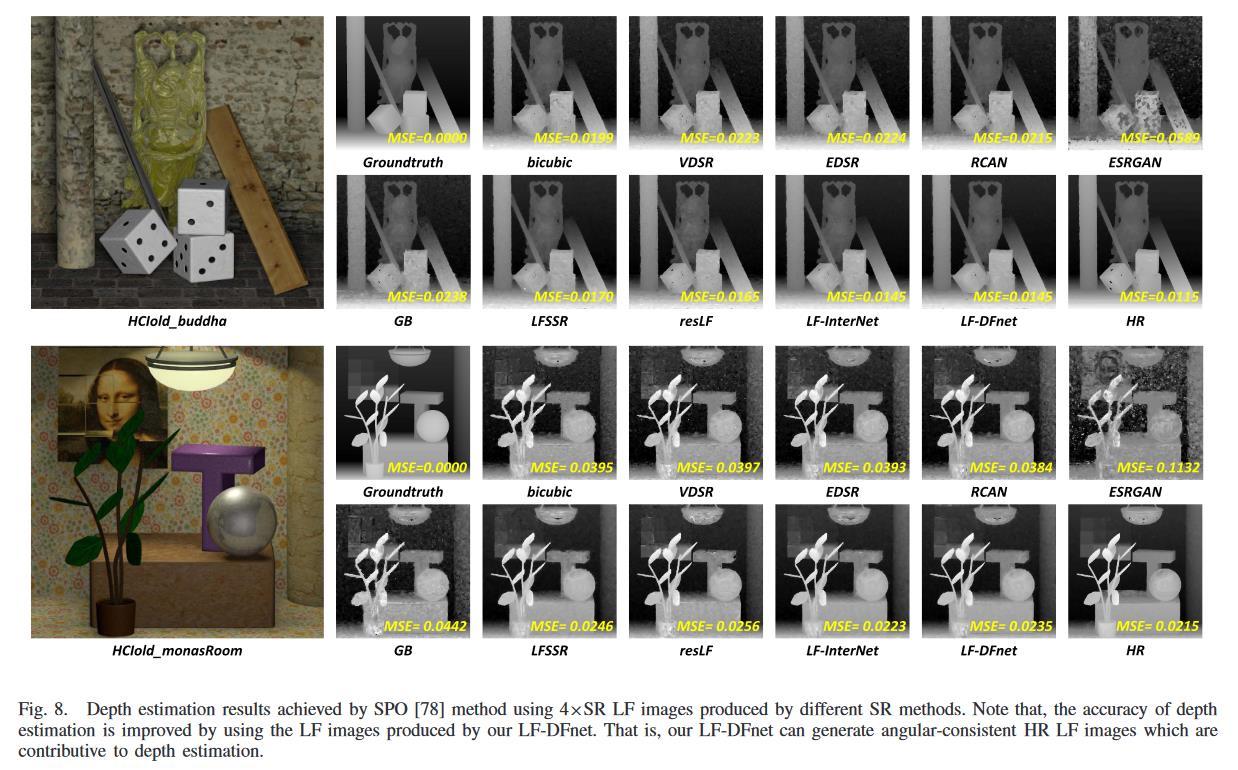 MSE=0.0000 MSE=0.0199 MSE=0.0223 MSE=0.0224 MSE=0.0215 MSE=0.0589
Groundtruth bicubic VDSR EDSR RCAN ESRGAN
MSE=0.0238 MSE=0.0170 MSE=0.0165 MSE=0.0145 MSE=0.0145 MSE=0.0115
HCIold_buddha GB LFSSR resLF LF-InterNet LF-DFnet HR
MSE=0.0000 MSE= 0.0395 MSE= 0.0397 MSE= 0.0393 MSE= 0.0384 MSE= 0.1132
Groundtruth bicubic VDSR EDSR RCAN ESRGAN
MSE= 0.0442 MSE= 0.0246 MSE= 0.0256 MSE= 0.0223 MSE= 0.0235 MSE= 0.0215
HCIold_monasRoom GB LFSSR resLF LF-InterNet LF-DFnet HR
Fig. 8. Depth estimation results achieved by SPO [78] method using 4×SR LF images produced by different SR methods. Note that, the accuracy of depth
estimation is improved by using the LF images produced by our LF-DFnet. That is, our LF-DFnet can generate angular-consistent HR LF images which are
contributive to depth estimation.